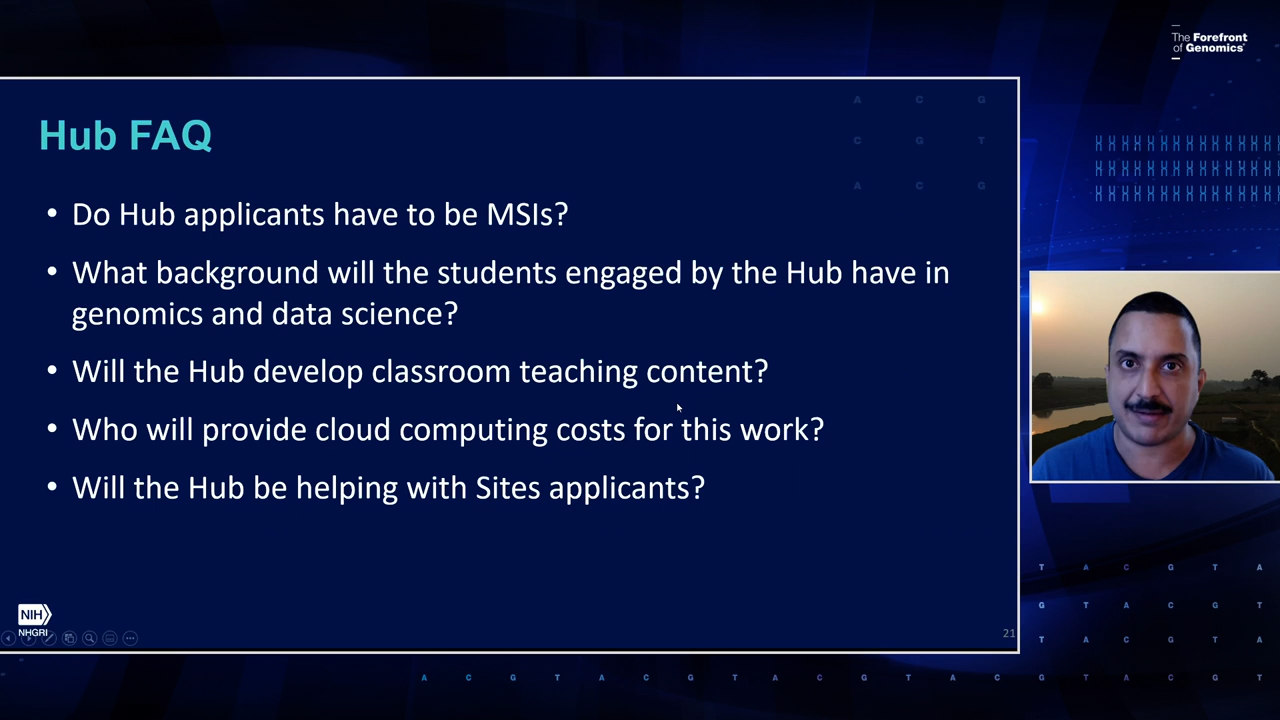 The Forefront
of Genomics
A C G
Hub FAQ
C G T
A C G
• Do Hub applicants have to be MSIs?
• What background will the students engaged by the Hub have in
genomics and data science?
• Will the Hub develop classroom teaching content?
• Who will provide cloud computing costs for this work?
• Will the Hub be helping with Sites applicants?
T A C G T A
G T A C G T
NIH
NHGRI
21
T A C G T A
A C G T A C G T A C G T A C G T A C G T